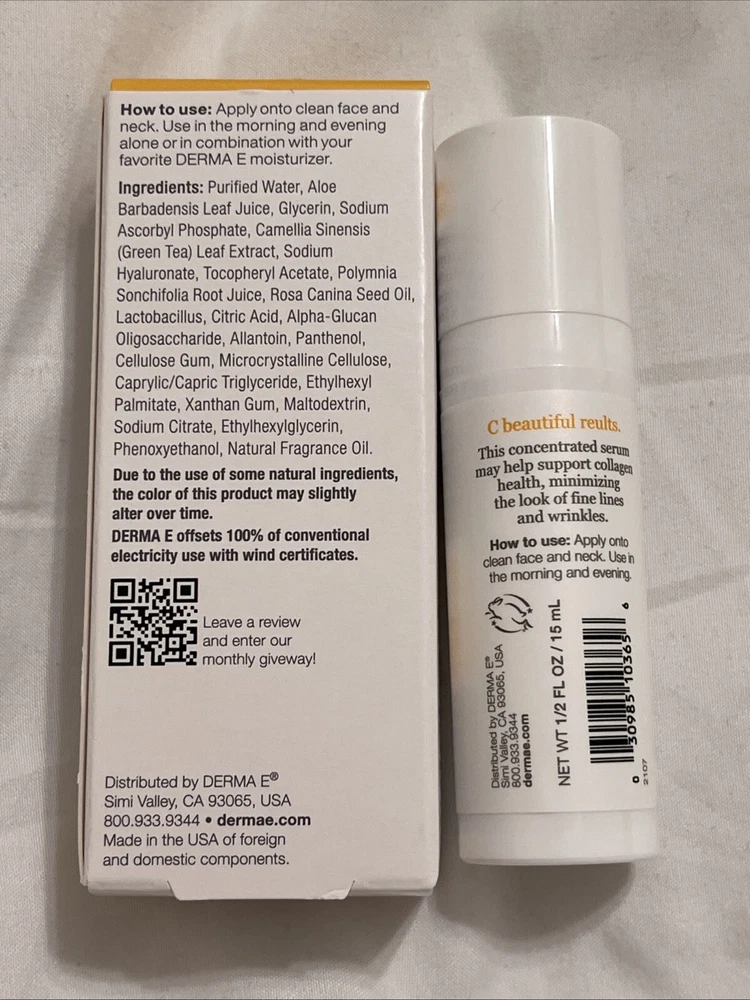 How to use: Apply onto clean face and
neck. Use in the morning and evening
alone or in combination with your
favorite DERMA E moisturizer.
Ingredients: Purified Water, Aloe
Barbadensis Leaf Juice, Glycerin, Sodium
Ascorbyl Phosphate, Camellia Sinensis
(Green Tea) Leaf Extract, Sodium
Hyaluronate, Tocopheryl Acetate, Polymnia
Sonchifolia Root Juice, Rosa Canina Seed Oil,
Lactobacillus, Citric Acid, Alpha-Glucan
Oligosaccharide, Allantoin, Panthenol,
Cellulose Gum, Microcrystalline Cellulose,
Caprylic/Capric Triglyceride, Ethylhexyl
Palmitate, Xanthan Gum, Maltodextrin,
Sodium Citrate, Ethylhexylglycerin,
Phenoxyethanol, Natural Fragrance Oil.
Due to the use of some natural ingredients,
the color of this product may slightly
alter over time.
DERMA E offsets 100% of conventional
electricity use with wind certificates.
Leave a review
and enter our
monthly giveway!
Distributed by DERMA E®
Simi Valley, CA 93065, USA
800.933.9344 • dermae.com
Made in the USA of foreign
and domestic components.
C beautiful reults.
This concentrated serum
may help support collagen
health, minimizing
the look of fine lines
and wrinkles.
How to use: Apply onto
clean face and neck. Use in
the morning and evening.
Distributed by DERMA E®
Simi Valley, CA 93065, USA
800.933.9344
dermae.com
NET WT 1/2 FL OZ / 15 mL
0 30985 10365 6
2107